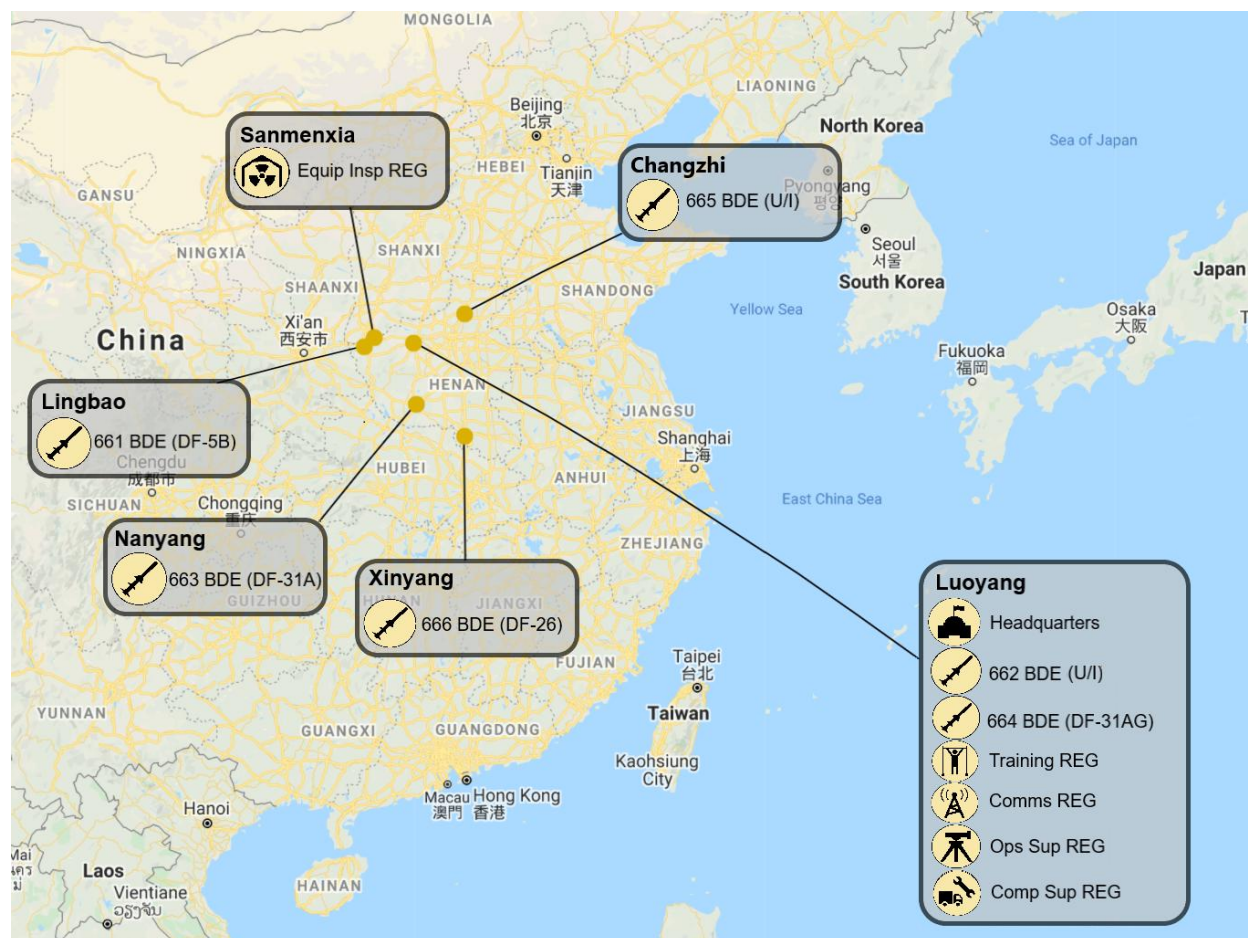 MONGOLIA
LIAONING
Beijing
北京
North Korea
Sea of Japan
Sanmenxia
Equip Insp REG
HEBEI
Tianjin
天津
Changzhi
665 BDE (U/I)
Pyongyang
평양
GANSU
NINGXIA
SHANXI
Seoul
서울
South Korea
Japan
SHAANXI
SHANDONG
Yellow Sea
Osaka
大阪
Xi'an
西安市
China
Fukuoka
福岡
Lingbao
661 BDE (DF-5B)
HENAN
JIANGSU
Shanghai
上海
Chengdu
成都市
HUBEI
ANHUI
SICHUAN
Chongqing
重庆
East China Sea
ZHEJIANG
Nanyang
663 BDE (DF-31A)
GUIZHOU
Xinyang
666 BDE (DF-26)
HUNAN
JIANGXI
FUJIAN
Luoyang
Headquarters
662 BDE (U/I)
664 BDE (DF-31AG)
Training REG
Comms REG
Ops Sup REG
Comp Sup REG
Taipei
台北
Taiwan
YUNNAN
GUANGXI
GUANGDONG
Kaohsiung
City
Macau
澳門
Hong Kong
香港
Hanoi
Mai
Laos
HAINAN
Vientiane
ວຽງຈັນ